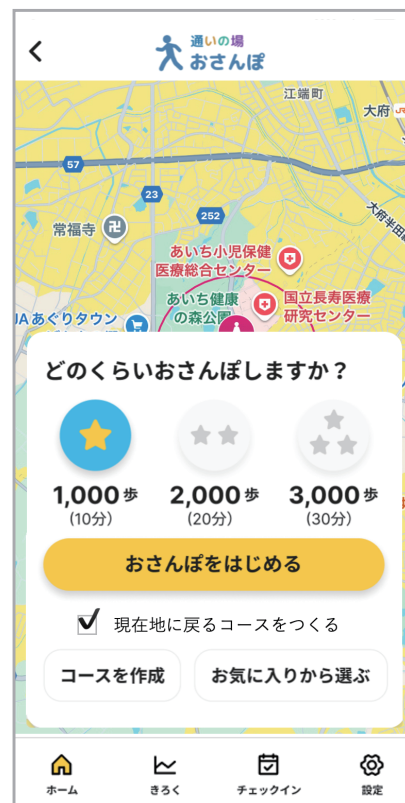 通いの場
おさんぽ
江端町
大府
57
23
252
常福寺
大府半田線
あいち小児保健
医療総合センター
あいち健康
の森公園
国立長寿医療
研究センター
JAあぐりタウン
どのくらいおさんぽしますか？
1,000歩
(10分)
2,000歩
(20分)
3,000歩
(30分)
おさんぽをはじめる
現在地に戻るコースをつくる
コースを作成
お気に入りから選ぶ
ホーム
きろく
チェックイン
設定